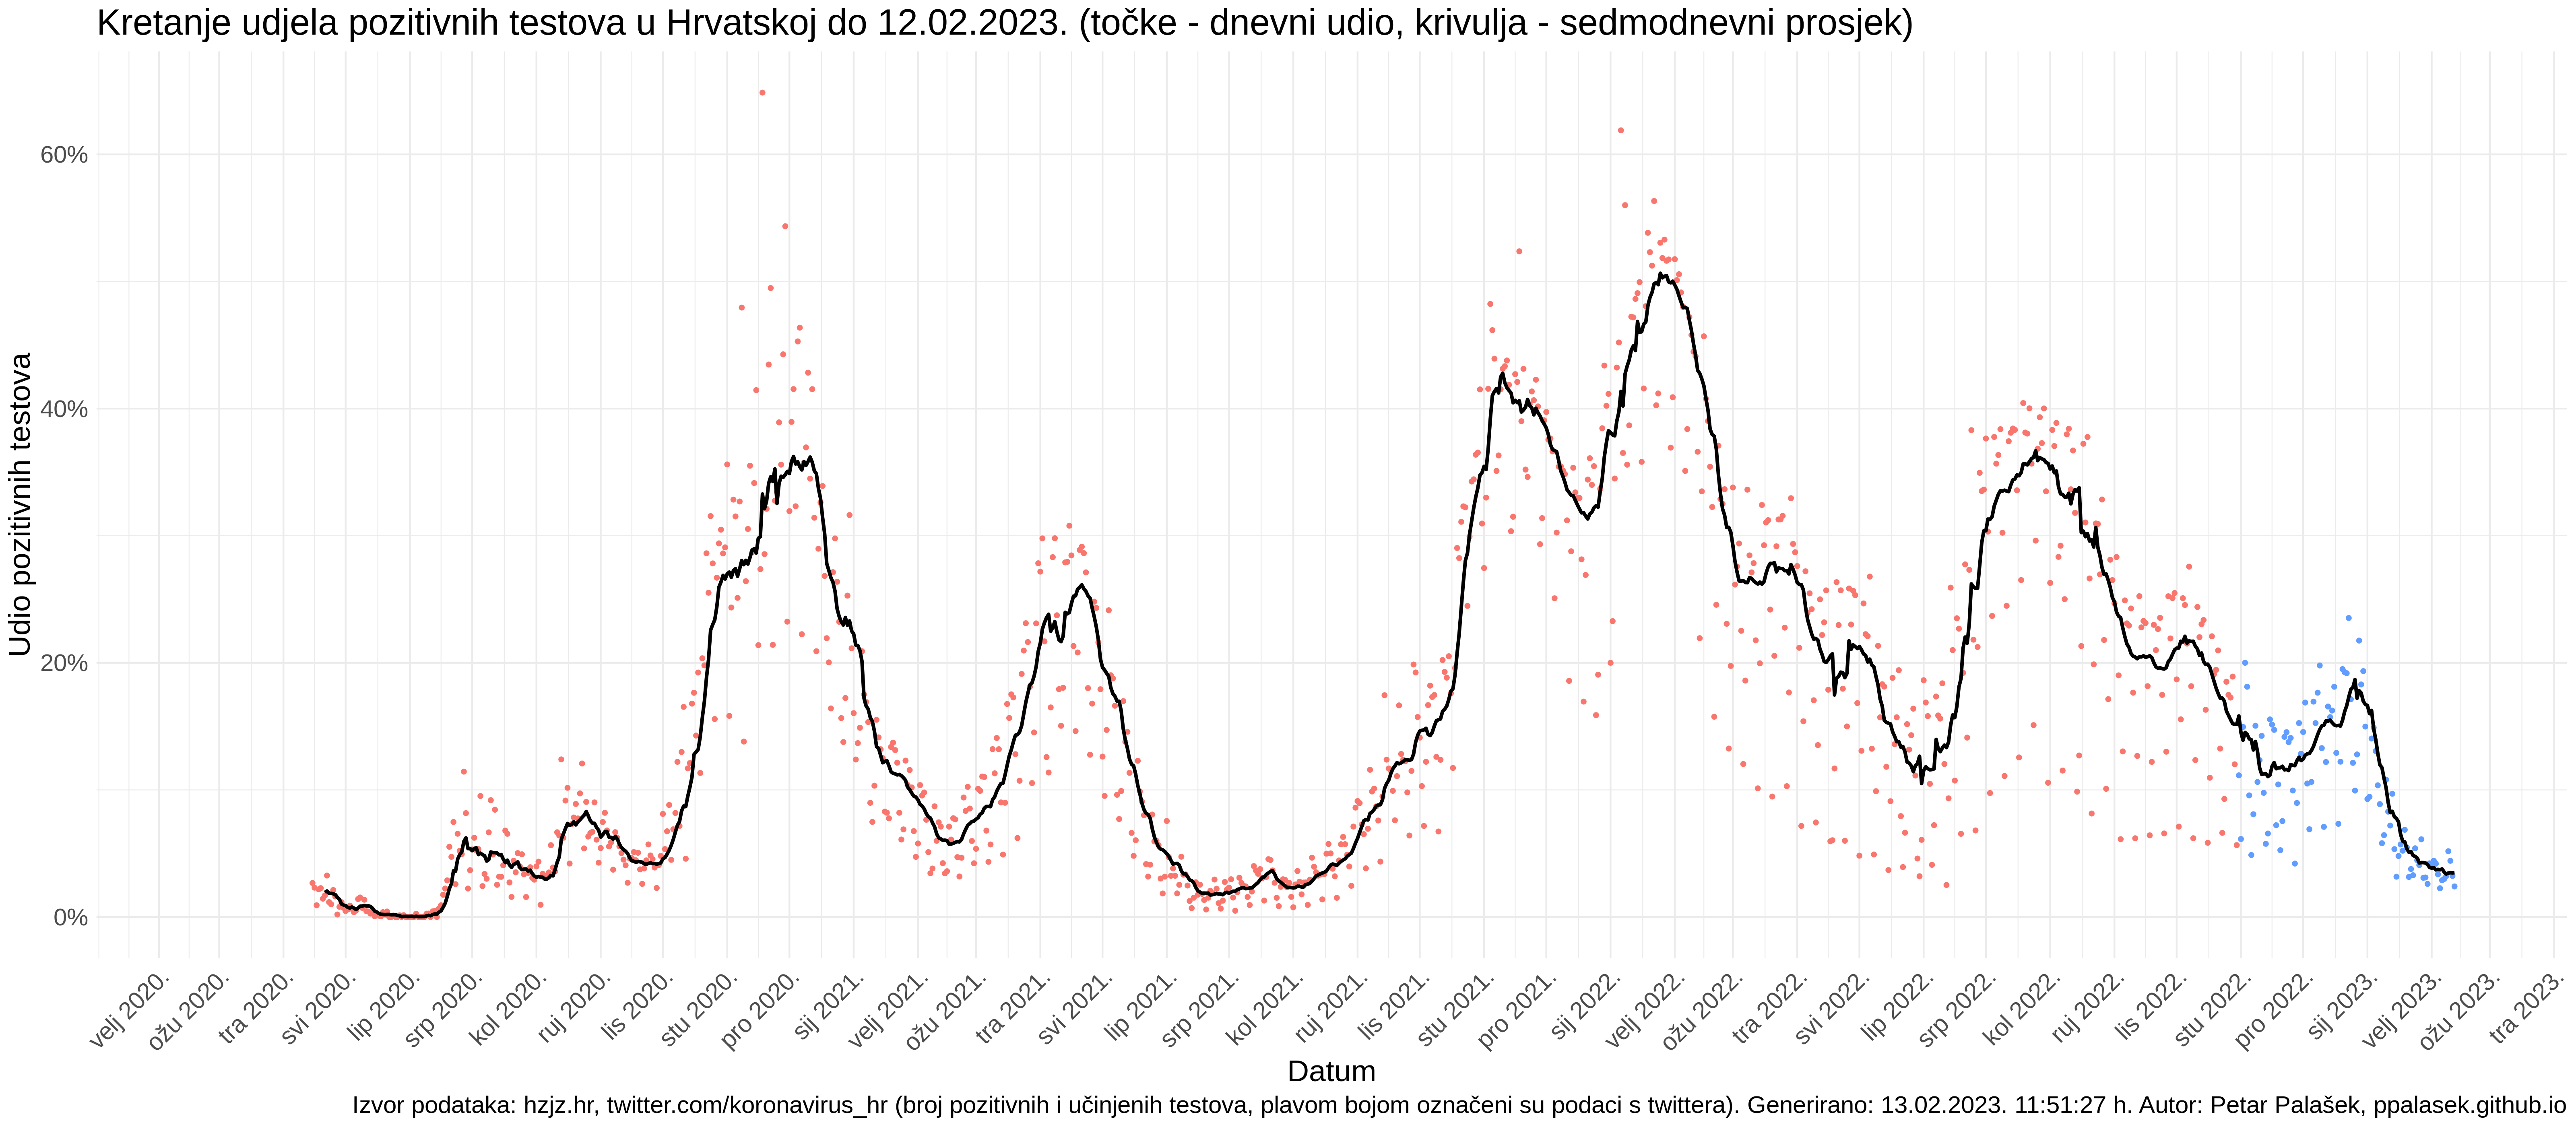 Kretanje udjela pozitivnih testova u Hrvatskoj do 12.02.2023. (točke - dnevni udio, krivulja - sedmodnevni prosjek)
Udio pozitivnih testova
60%
40%
20%
0%
velj 2020.
ožu 2020.
tra 2020.
svi 2020.
lip 2020.
srp 2020.
kol 2020.
ruj 2020.
lis 2020.
stu 2020.
pro 2020.
sij 2021.
velj 2021.
ožu 2021.
tra 2021.
svi 2021.
lip 2021.
srp 2021.
kol 2021.
ruj 2021.
lis 2021.
stu 2021.
pro 2021.
sij 2022.
velj 2022.
ožu 2022.
tra 2022.
svi 2022.
lip 2022.
srp 2022.
kol 2022.
ruj 2022.
lis 2022.
stu 2022.
pro 2022.
sij 2023.
velj 2023.
ožu 2023.
tra 2023.
Datum
Izvor podataka: hzjz.hr, twitter.com/koronavirus_hr (broj pozitivnih i učinjenih testova, plavom bojom označeni su podaci s twittera). Generirano: 13.02.2023. 11:51:27 h. Autor: Petar Palašek, ppalasek.github.io